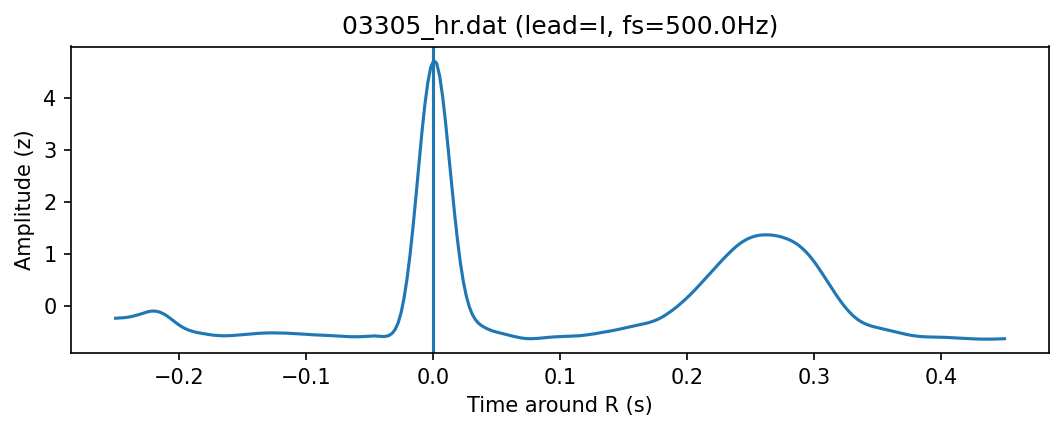 03305_hr.dat (lead=I, fs=500.0Hz)
Amplitude (z)
4
3
2
1
0
−0.2 −0.1 0.0 0.1 0.2 0.3 0.4
Time around R (s)